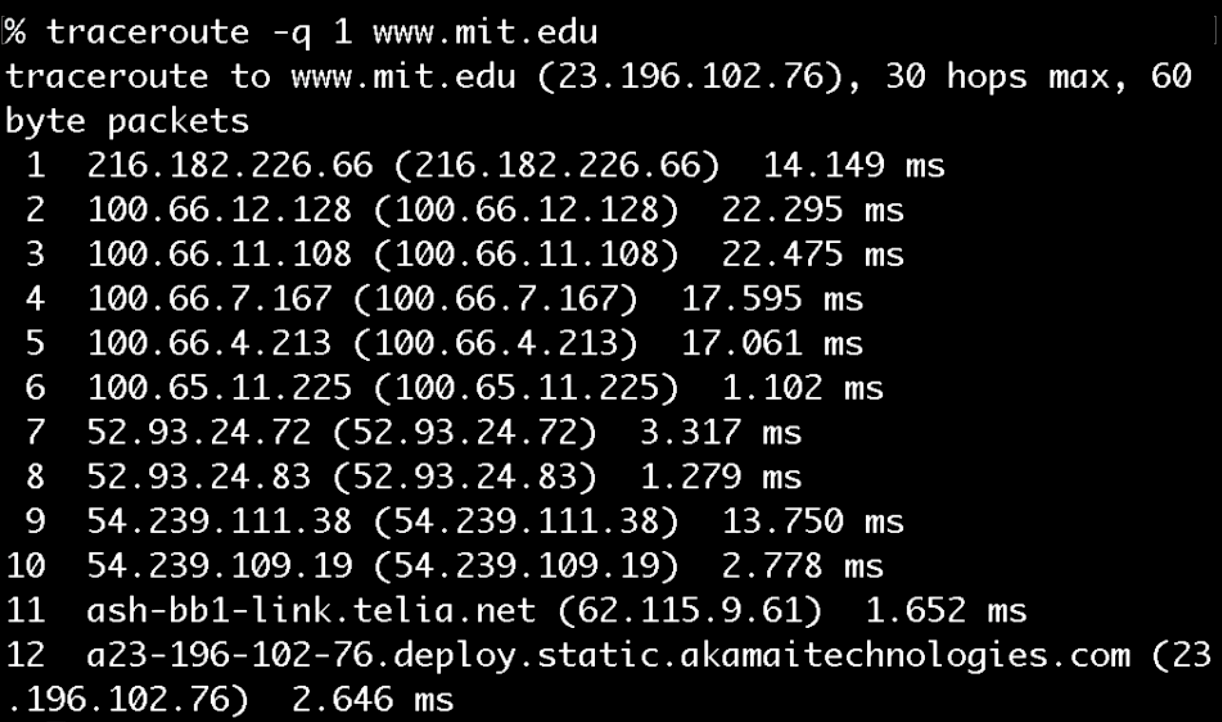 % traceroute -q 1 www.mit.edu
traceroute to www.mit.edu (23.196.102.76), 30 hops max, 60
byte packets
 1  216.182.226.66 (216.182.226.66)  14.149 ms
 2  100.66.12.128 (100.66.12.128)  22.295 ms
 3  100.66.11.108 (100.66.11.108)  22.475 ms
 4  100.66.7.167 (100.66.7.167)  17.595 ms
 5  100.66.4.213 (100.66.4.213)  17.061 ms
 6  100.65.11.225 (100.65.11.225)  1.102 ms
 7  52.93.24.72 (52.93.24.72)  3.317 ms
 8  52.93.24.83 (52.93.24.83)  1.279 ms
 9  54.239.111.38 (54.239.111.38)  13.750 ms
10  54.239.109.19 (54.239.109.19)  2.778 ms
11  ash-bb1-link.telia.net (62.115.9.61)  1.652 ms
12  a23-196-102-76.deploy.static.akamaitechnologies.com (23
.196.102.76)  2.646 ms